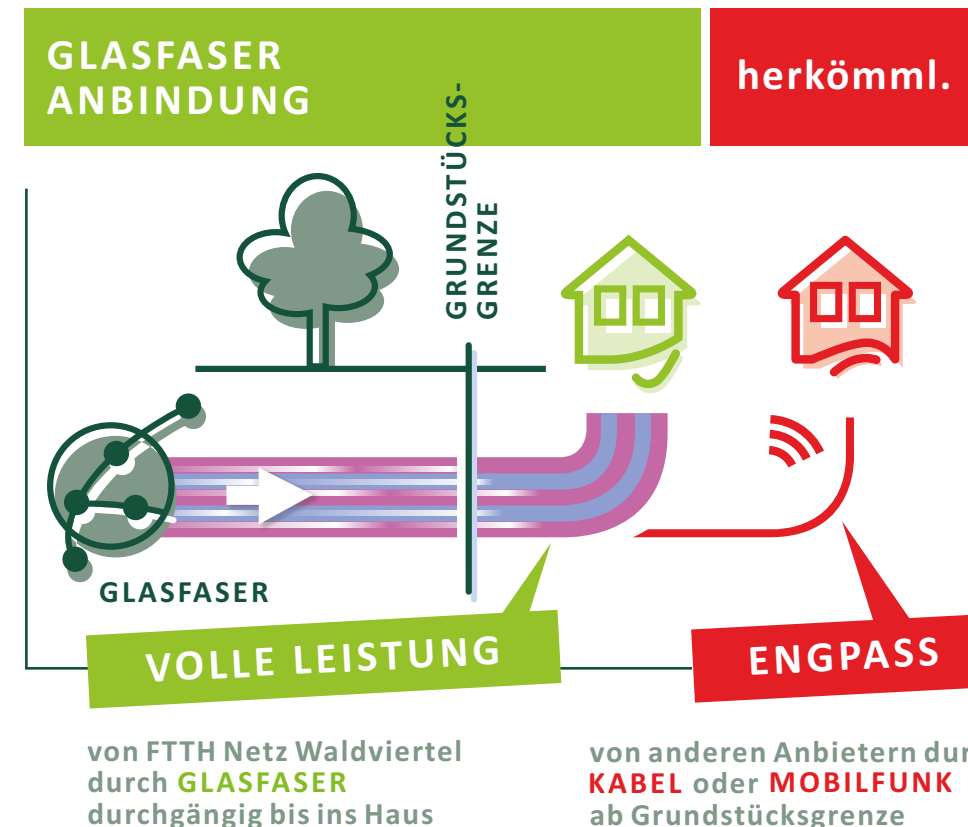 GLASFASER
ANBINDUNG
herkömml.
GRUNDSTÜCKS-
GRENZE
GLASFASER
VOLLE LEISTUNG
ENGPASS
von FTTH Netz Waldviertel
durch GLASFASER
durchgängig bis ins Haus
von anderen Anbietern
KABEL oder MOBILFUNK
ab Grundstücksgrenze